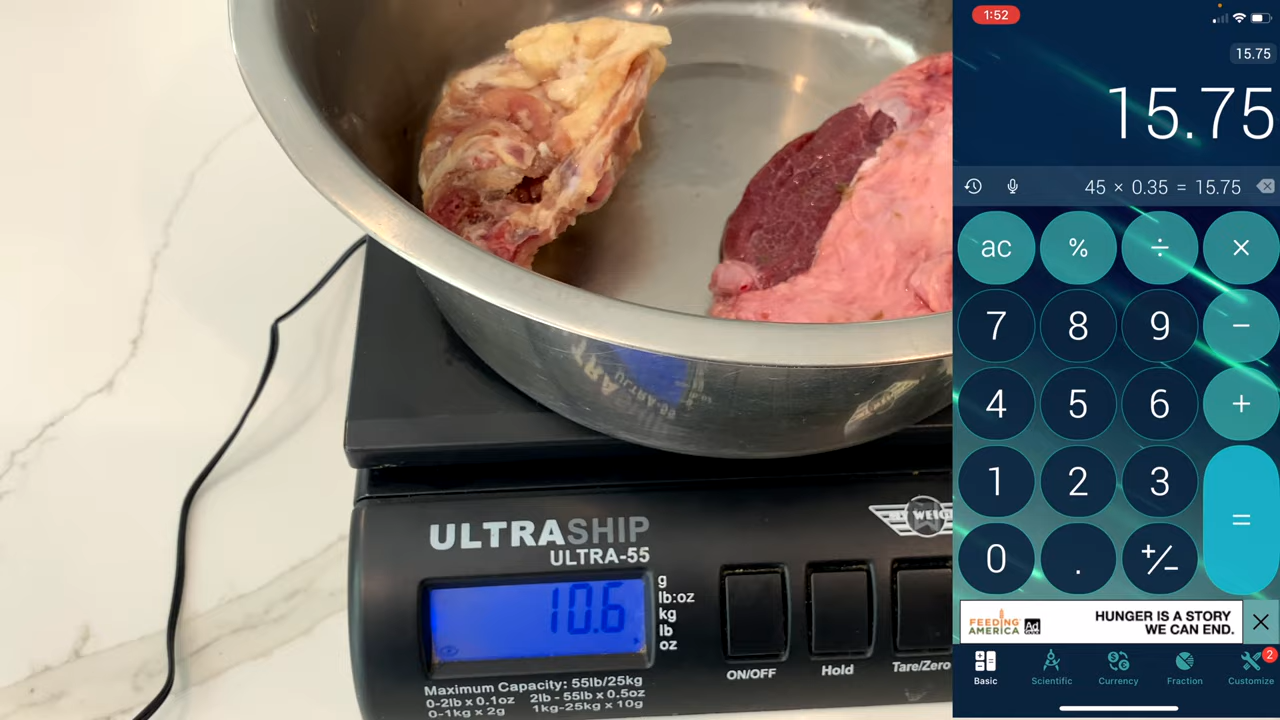 1:52
15.75
15.75
45 × 0.35 = 15.75
ac % ÷ ×
7 8 9 −
4 5 6 +
1 2 3
=
0 . +/−
FEEDING AMERICA
Ad
HUNGER IS A STORY
WE CAN END.
2
Basic Scientific Currency Fraction Customize
ULTRASHIP
ULTRA-55
MY WEIGH
10.6
g
lb:oz
kg
lb
oz
ON/OFF Hold Tare/Zero
Maximum Capacity: 55lb/25kg
0-2lb x 0.1oz 2lb - 55lb x 0.5oz
0-1kg x 2g 1kg-25kg x 10g